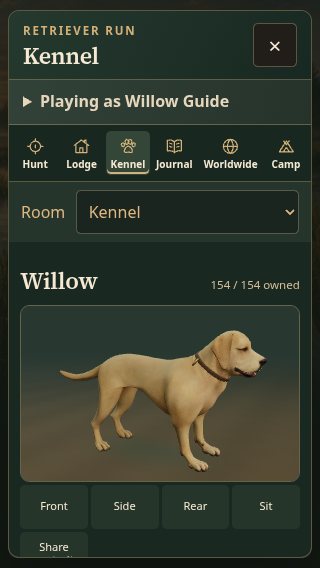 RETRIEVER RUN
Kennel
✕
▶ Playing as Willow Guide
Hunt Lodge Kennel Journal Worldwide Camp
Room Kennel
Willow 154 / 154 owned
Front Side Rear Sit
Share